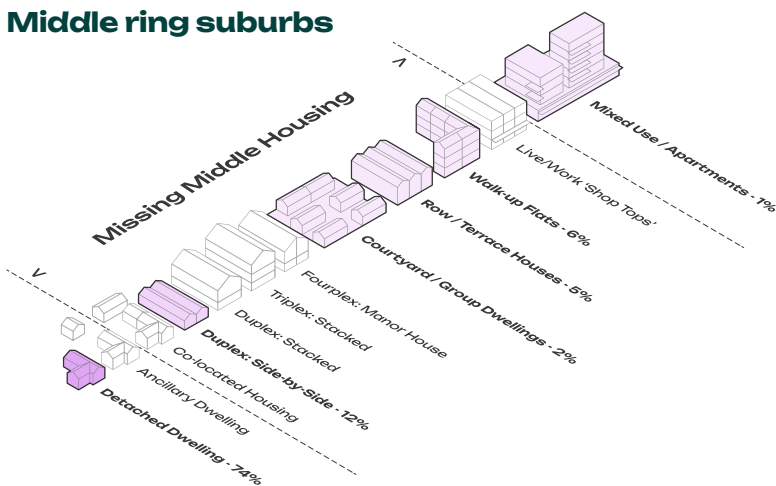 Middle ring suburbs
Missing Middle Housing
Mixed Use / Apartments - 1%
Live/Work Shop Tops'
Walk-up Flats - 6%
Row / Terrace Houses - 5%
Courtyard / Group Dwellings - 2%
Fourplex: Manor House
Triplex: Stacked
Duplex: Stacked
Duplex: Side-by-Side - 12%
Co-located Housing
Ancillary Dwelling
Detached Dwelling - 74%